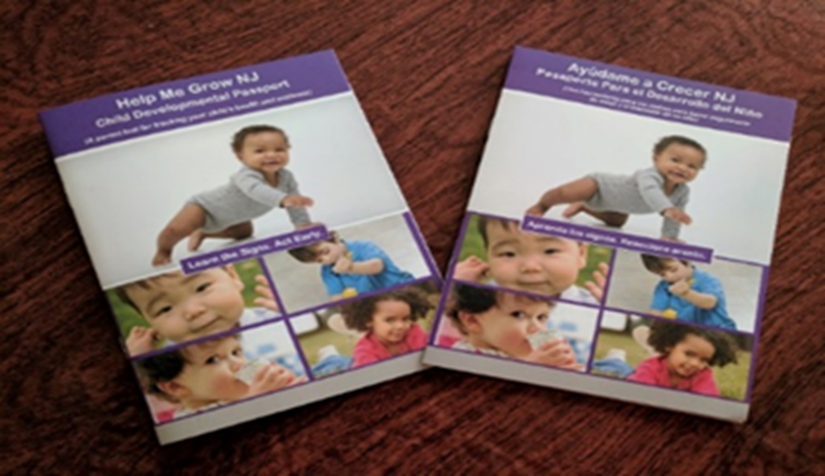 Help Me Grow NJ
Child Developmental Passport
(A parent tool for tracking your child's health and wellness)
Learn the Signs. Act Early.
Ayúdame a Crecer NJ
Pasaporte Para el Desarrollo del Niño
Aprenda los signos. Reaccione pronto.